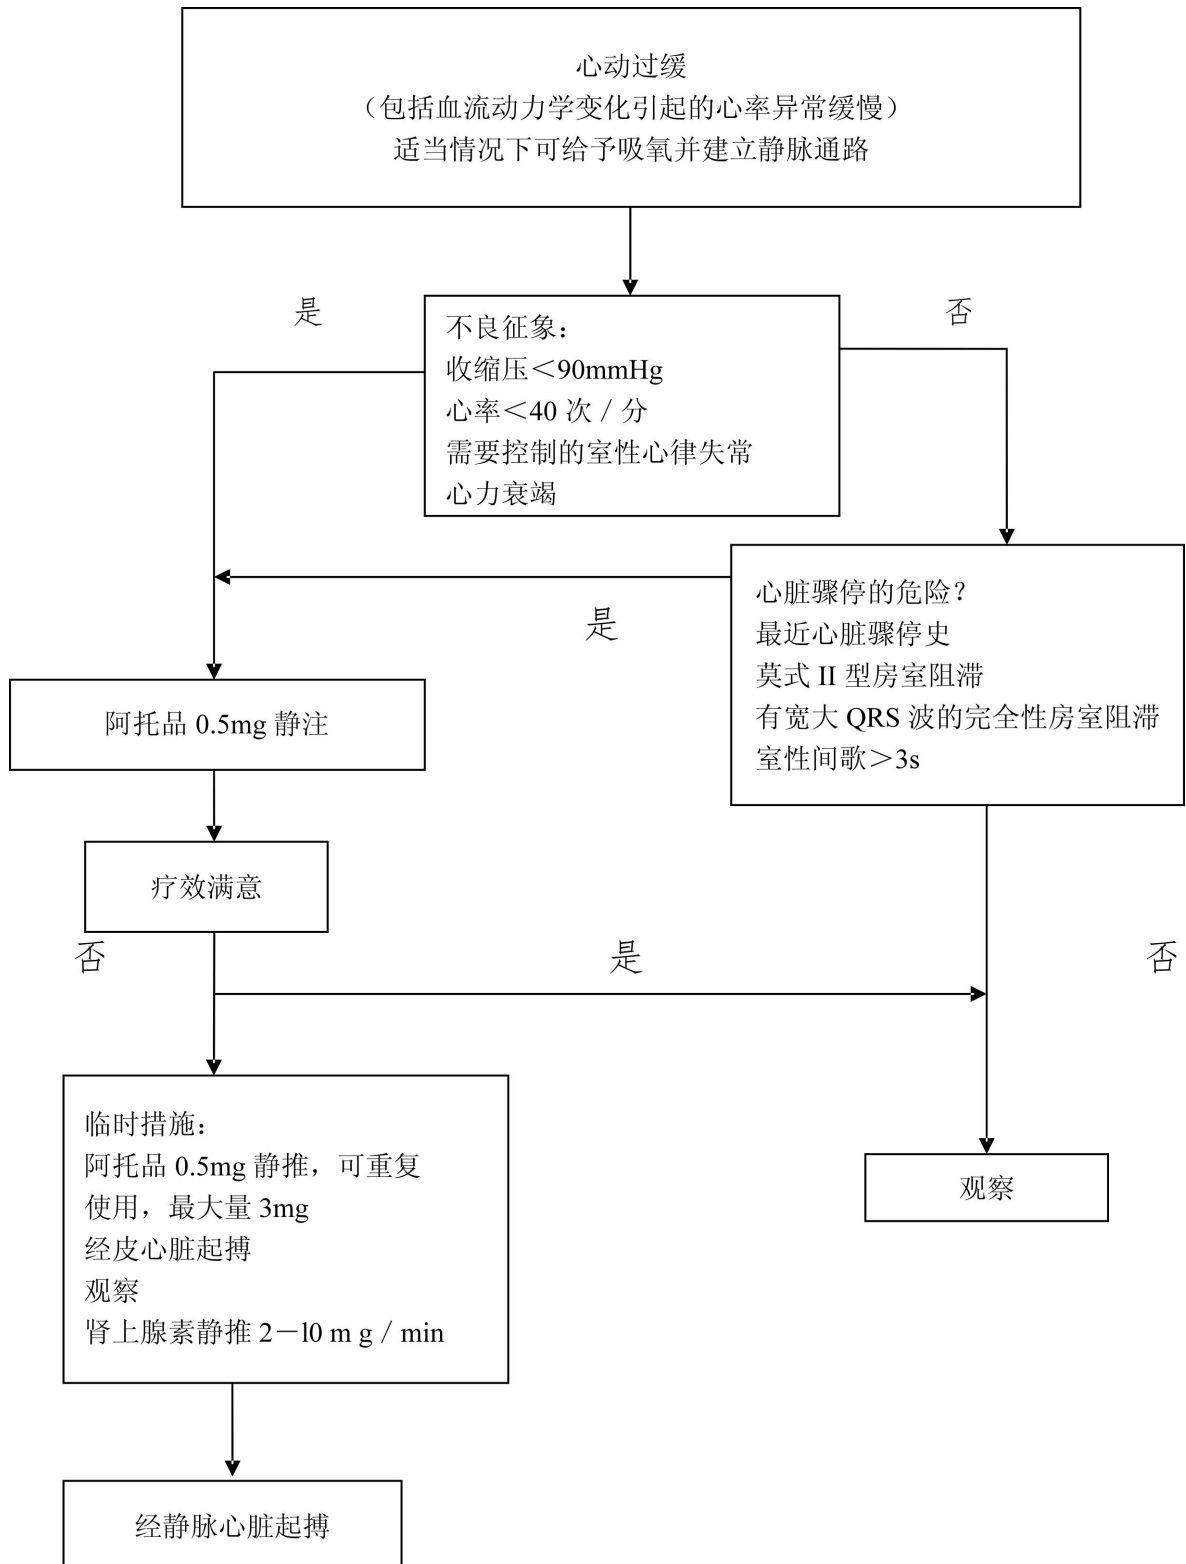 心动过缓
（包括血流动力学变化引起的心率异常缓慢）
适当情况下可给予吸氧并建立静脉通路
是
否
不良征象：
收缩压＜90mmHg
心率＜40 次／分
需要控制的室性心律失常
心力衰竭
心脏骤停的危险？
最近心脏骤停史
莫式 II 型房室阻滞
有宽大 QRS 波的完全性房室阻滞
室性间歇＞3s
是
阿托品 0.5mg 静注
疗效满意
否
是
否
临时措施：
阿托品 0.5mg 静推，可重复
使用，最大量 3mg
经皮心脏起搏
观察
肾上腺素静推 2－l0 m g／min
观察
经静脉心脏起搏